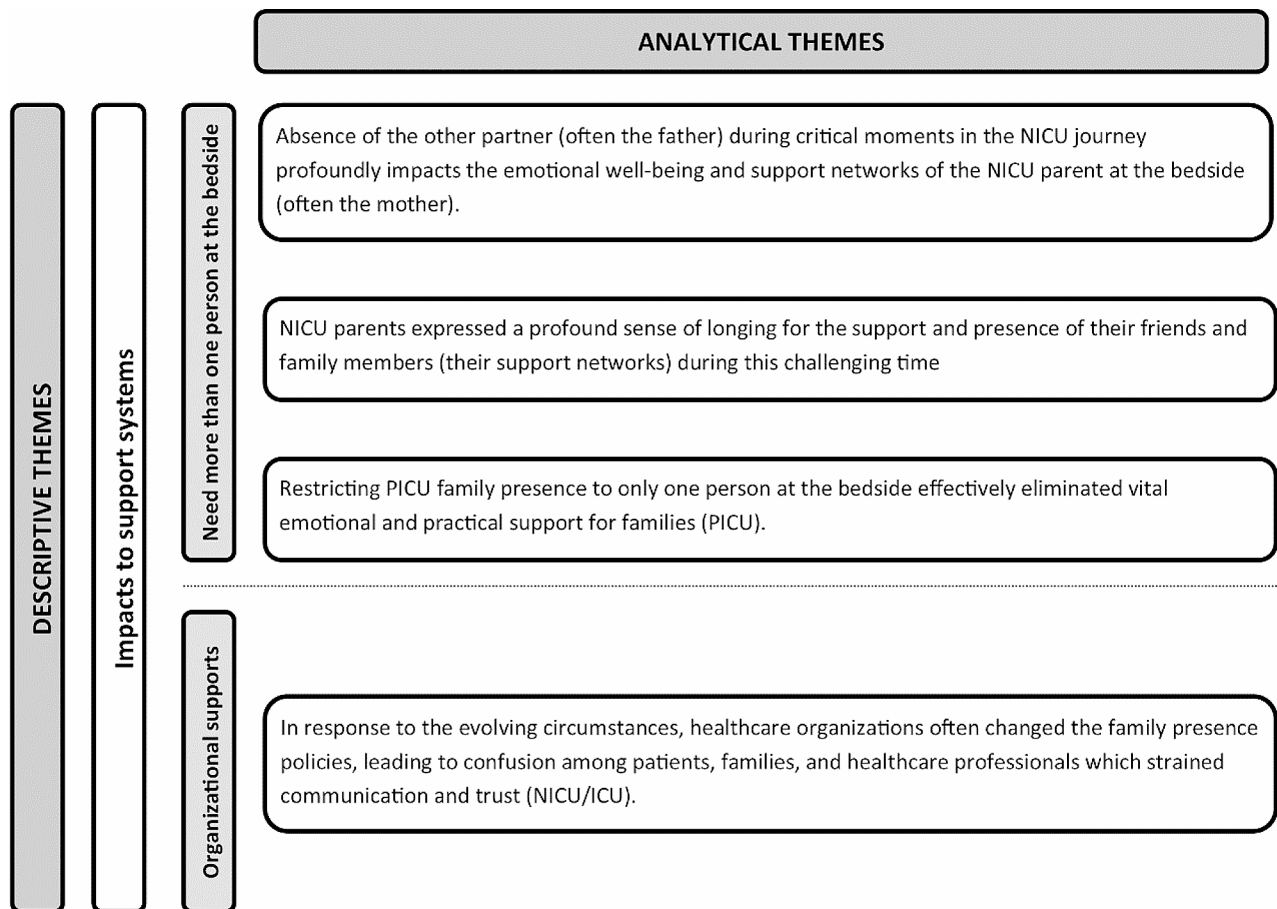 ANALYTICAL THEMES
DESCRIPTIVE THEMES
Impacts to support systems
Need more than one person at the bedside
Absence of the other partner (often the father) during critical moments in the NICU journey
profoundly impacts the emotional well-being and support networks of the NICU parent at the bedside
(often the mother).
NICU parents expressed a profound sense of longing for the support and presence of their friends and
family members (their support networks) during this challenging time
Restricting PICU family presence to only one person at the bedside effectively eliminated vital
emotional and practical support for families (PICU).
Organizational supports
In response to the evolving circumstances, healthcare organizations often changed the family presence
policies, leading to confusion among patients, families, and healthcare professionals which strained
communication and trust (NICU/ICU).